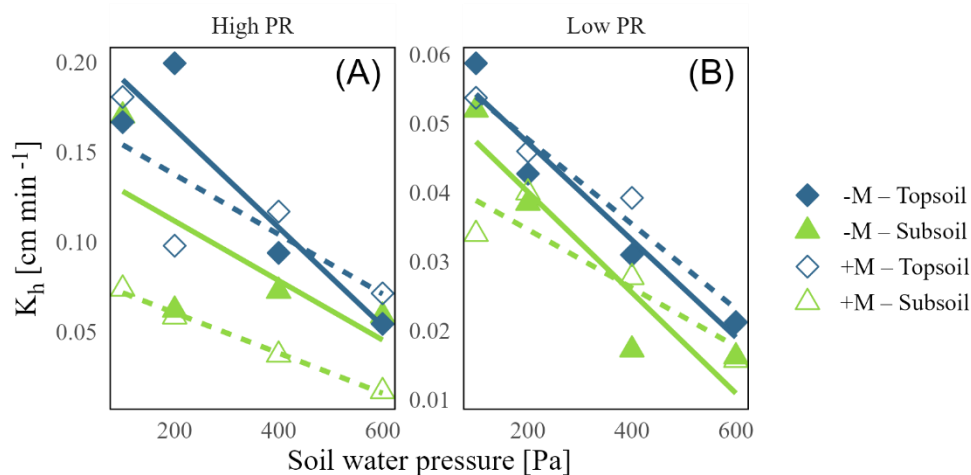 High PR
Low PR
(A)
(B)
0.20
0.15
0.10
0.05
0.06
0.05
0.04
0.03
0.02
0.01
K_h [cm min ⁻¹]
200
400
600
200
400
600
Soil water pressure [Pa]
-M – Topsoil
-M – Subsoil
+M – Topsoil
+M – Subsoil